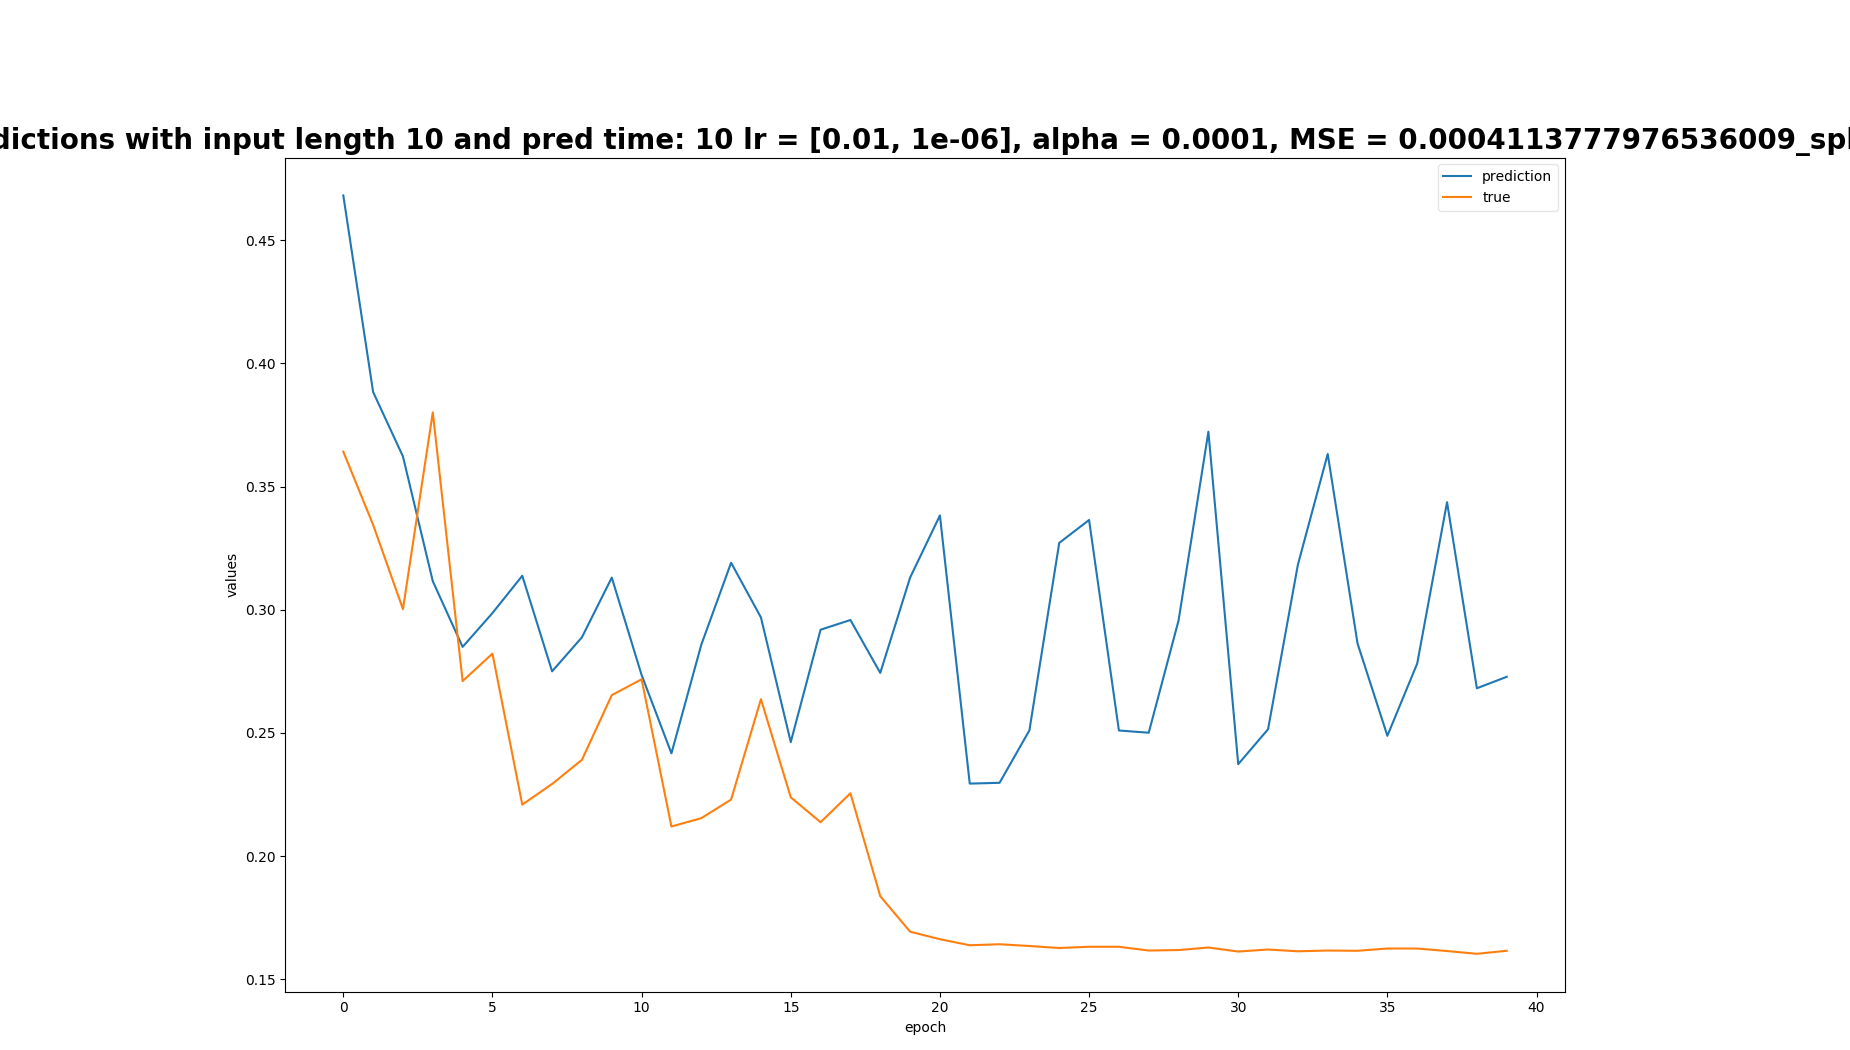 dictions with input length 10 and pred time: 10 lr = [0.01, 1e-06], alpha = 0.0001, MSE = 0.0004113777976536009_spl
prediction
true
0.45
0.40
0.35
0.30
0.25
0.20
0.15
values
0 5 10 15 20 25 30 35 40
epoch